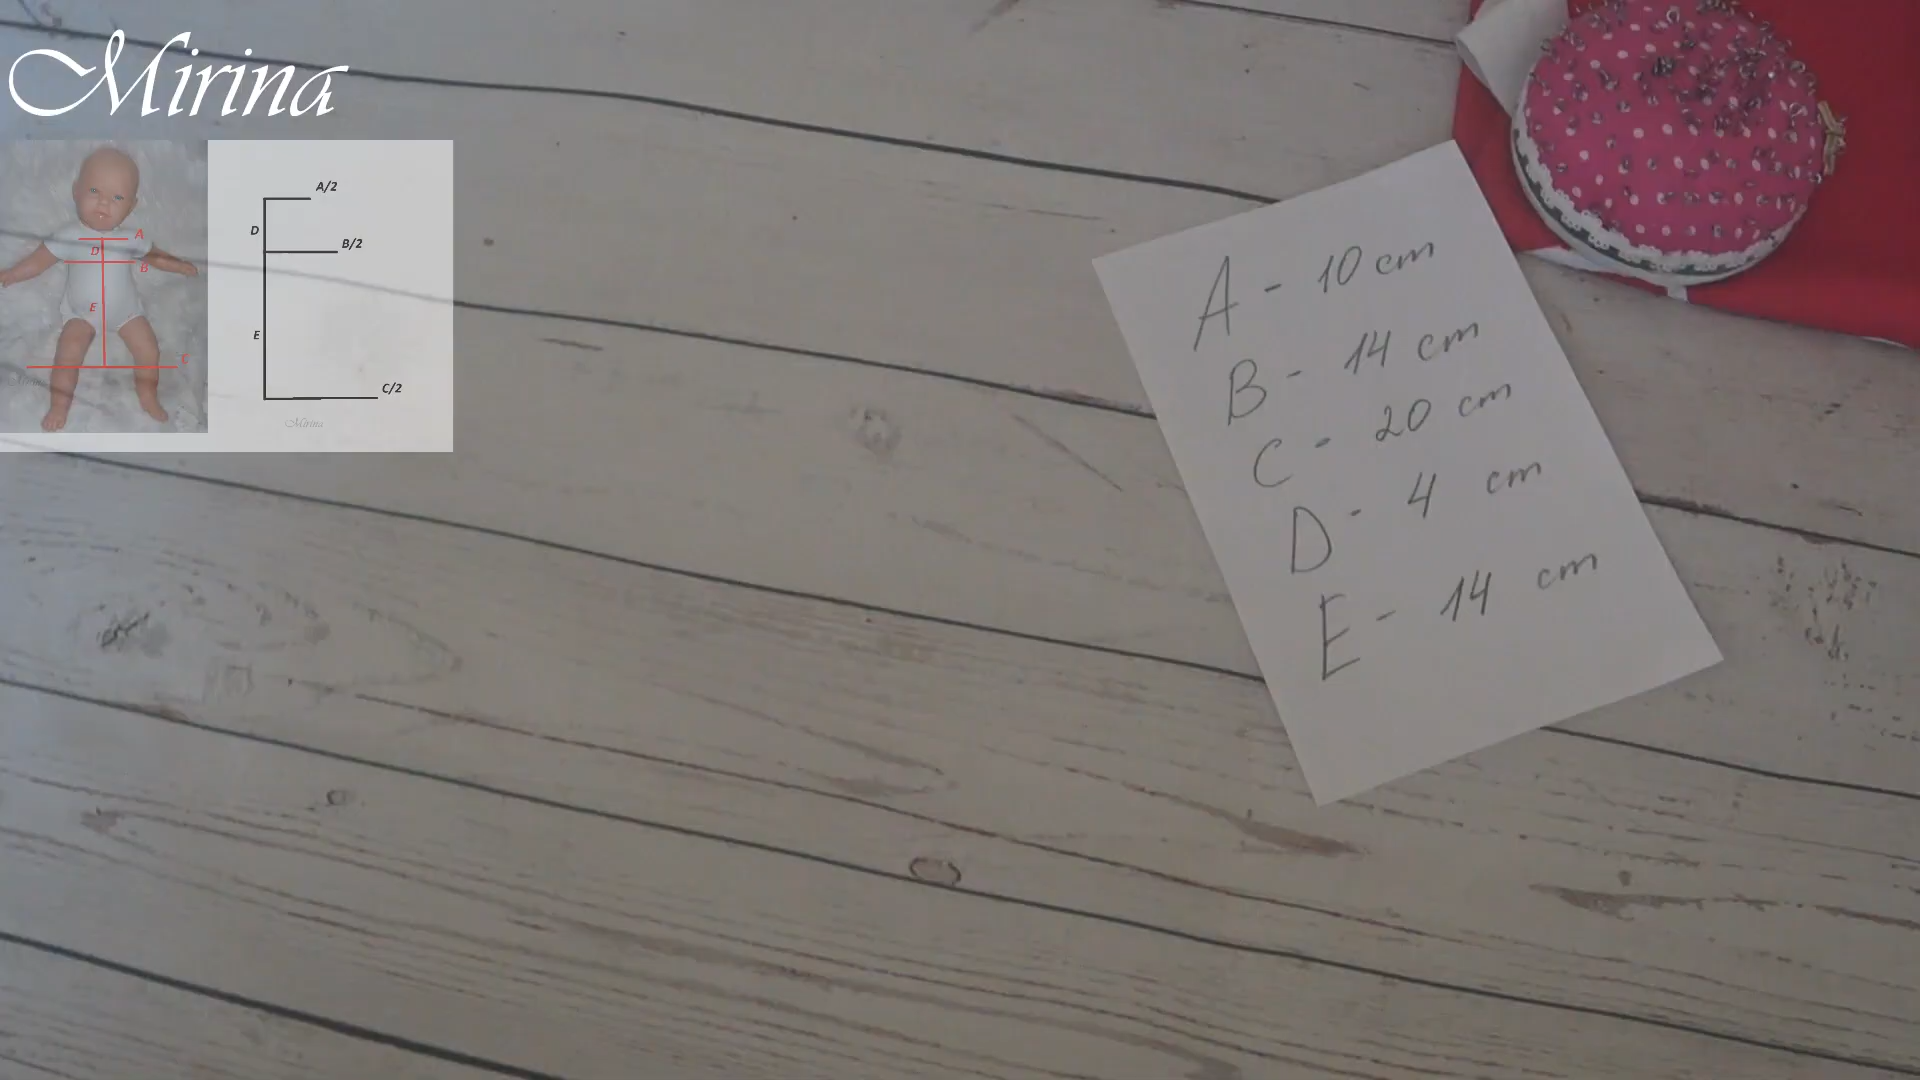 Mirina
A
D
B
E
C
A/2
D
B/2
E
C/2
Mirina
A - 10 cm
B - 14 cm
C - 20 cm
D - 4 cm
E - 14 cm